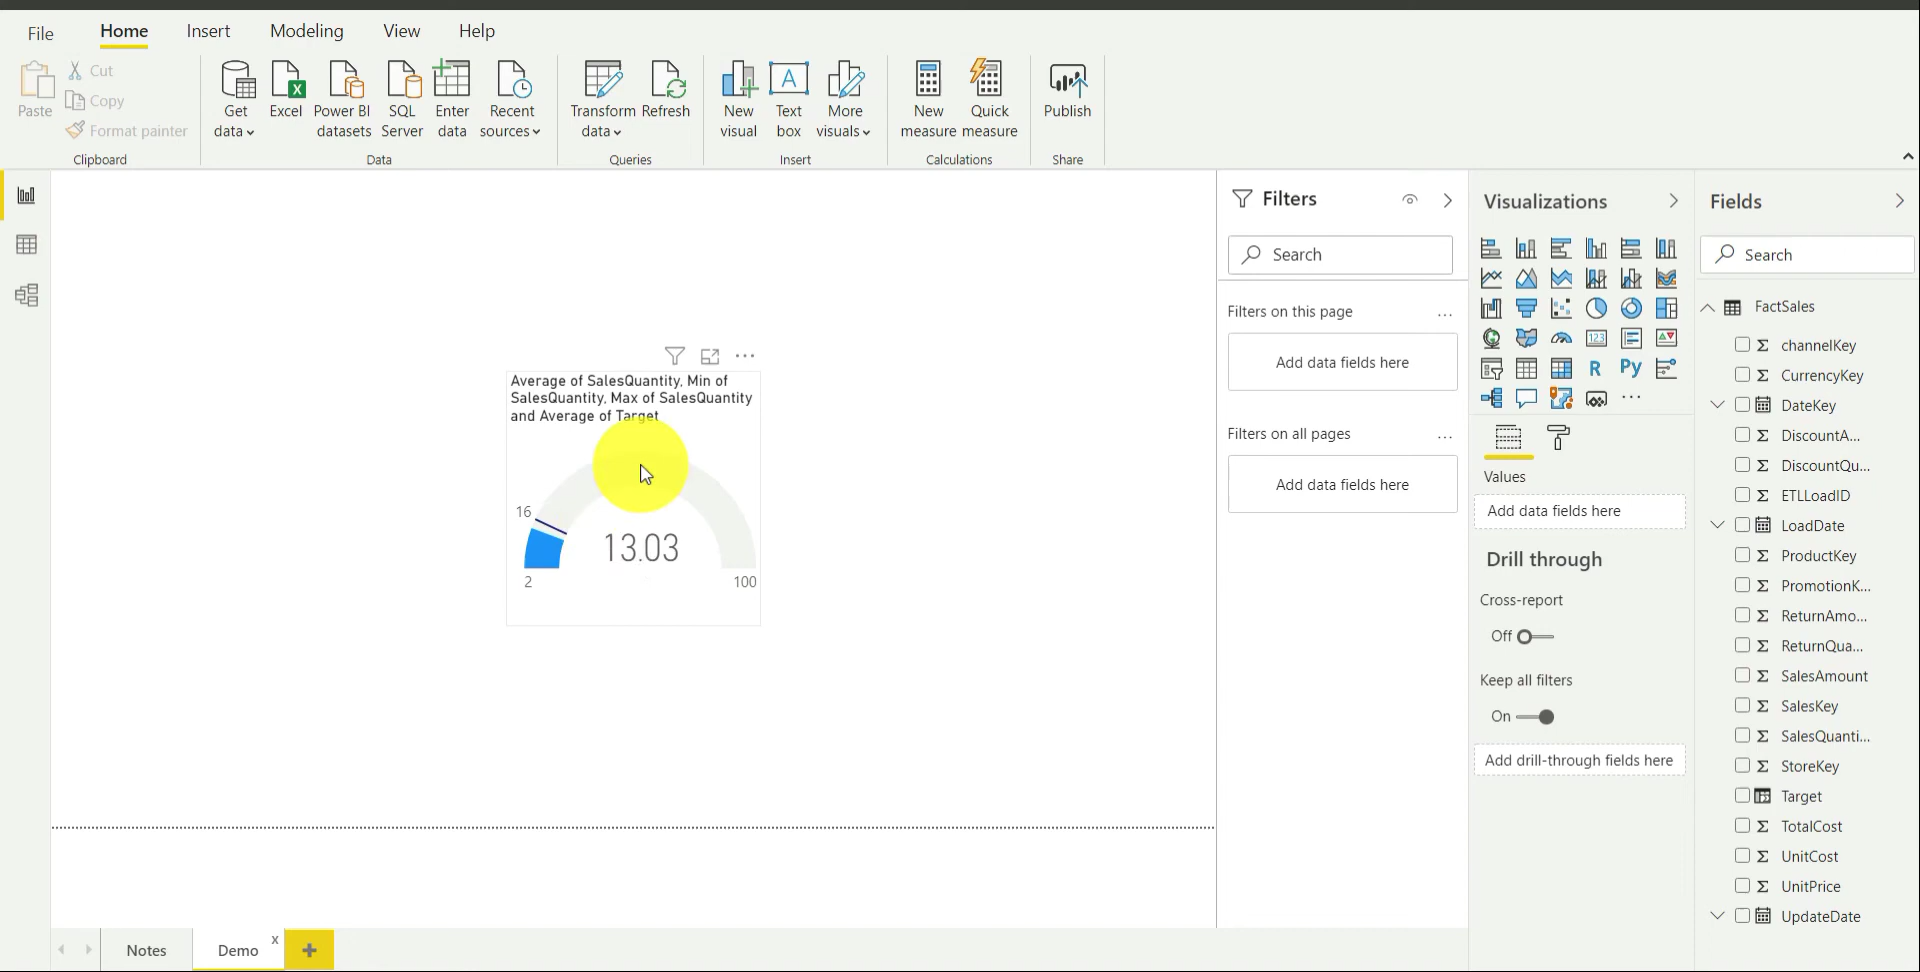 File
Home
Insert
Modeling
View
Help
Paste
Cut
Copy
Format painter
Clipboard
Get
data
Excel
Power BI
datasets
SQL
Server
Enter
data
Recent
sources
Data
Transform
data
Refresh
Queries
New
visual
Text
box
More
visuals
Insert
New
measure
Quick
measure
Calculations
Publish
Share
Average of SalesQuantity, Min of
SalesQuantity, Max of SalesQuantity
and Average of Target
16
13.03
2
100
Filters
Search
Filters on this page
...
Add data fields here
Filters on all pages
...
Add data fields here
Visualizations
123
R
Py
...
Values
Add data fields here
Drill through
Cross-report
Off
Keep all filters
On
Add drill-through fields here
Fields
Search
FactSales
Σ channelKey
Σ CurrencyKey
DateKey
Σ DiscountA...
Σ DiscountQu...
Σ ETLLoadID
LoadDate
Σ ProductKey
Σ PromotionK...
Σ ReturnAmo...
Σ ReturnQua...
Σ SalesAmount
Σ SalesKey
Σ SalesQuanti...
Σ StoreKey
Target
Σ TotalCost
Σ UnitCost
Σ UnitPrice
UpdateDate
Notes
Demo
x
+